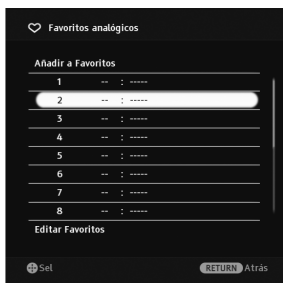 Favoritos analógicos
Añadir a Favoritos
1 -- : -----
2 -- : -----
3 -- : -----
4 -- : -----
5 -- : -----
6 -- : -----
7 -- : -----
8 -- : -----
Editar Favoritos
Sel RETURN Atrás